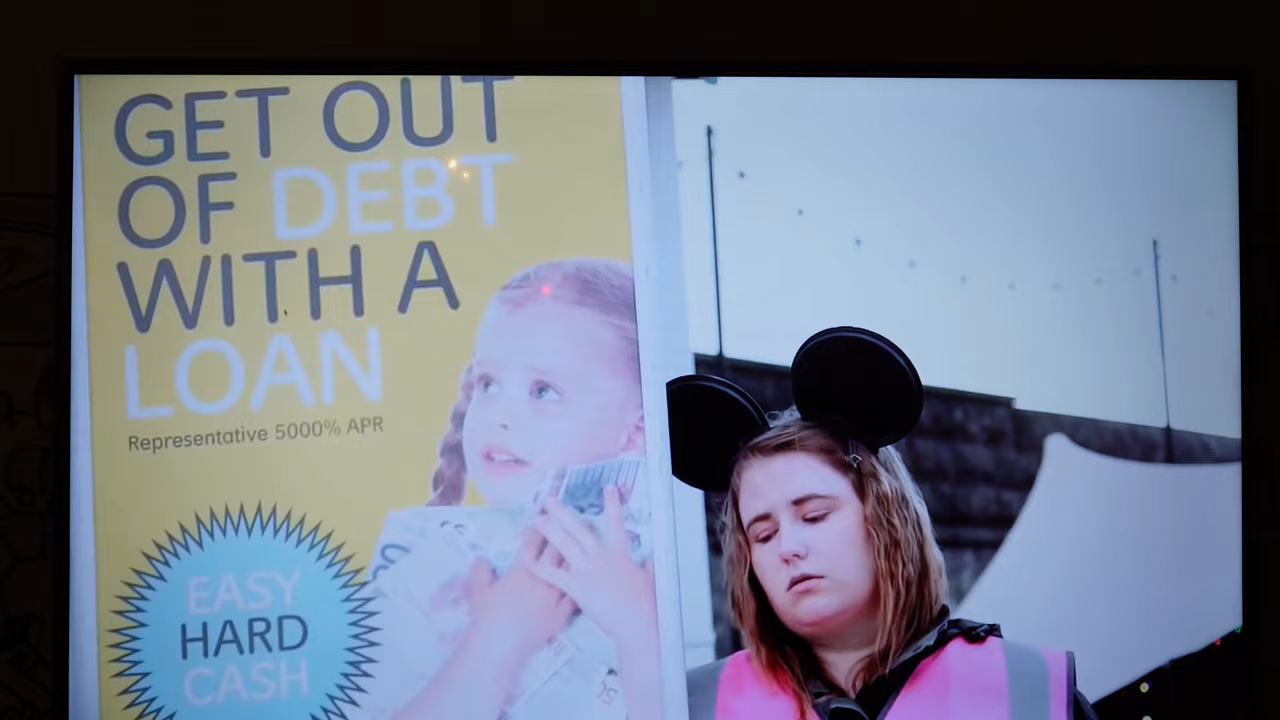 GET OUT
OF DEBT
WITH A
LOAN
Representative 5000% APR
EASY
HARD
CASH